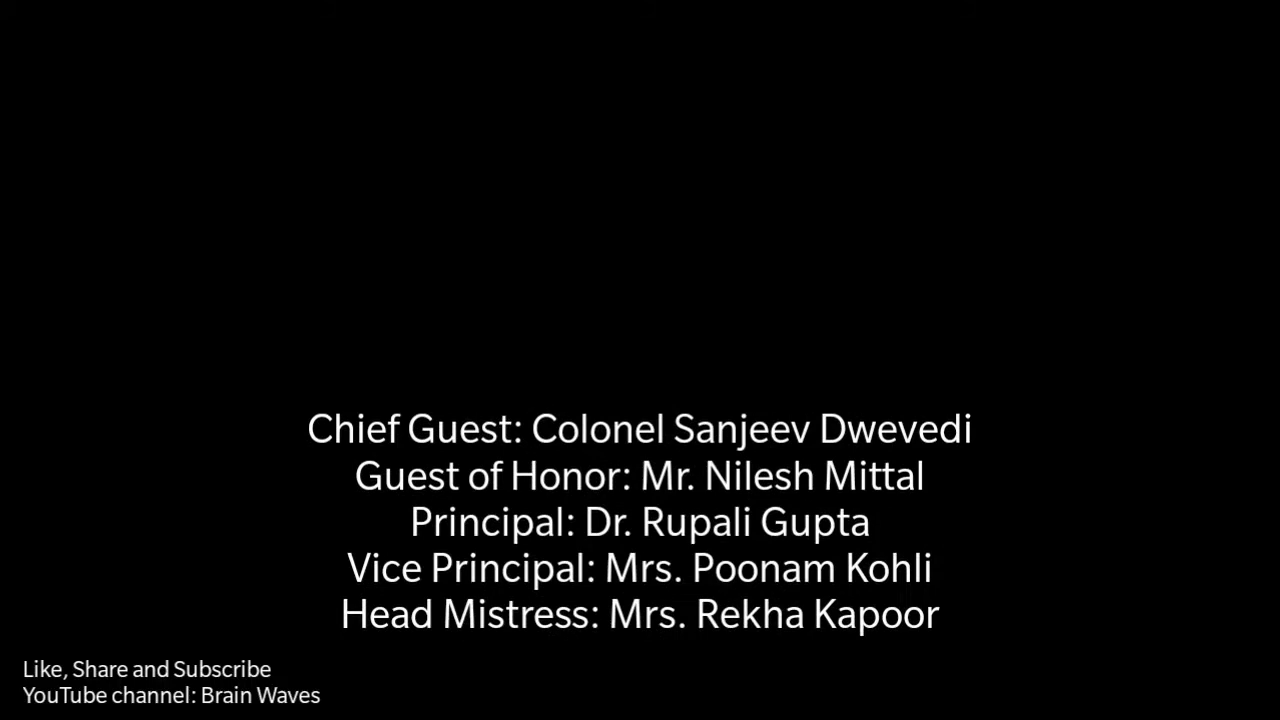 Chief Guest: Colonel Sanjeev Dwevedi
Guest of Honor: Mr. Nilesh Mittal
Principal: Dr. Rupali Gupta
Vice Principal: Mrs. Poonam Kohli
Head Mistress: Mrs. Rekha Kapoor
Like, Share and Subscribe
YouTube channel: Brain Waves